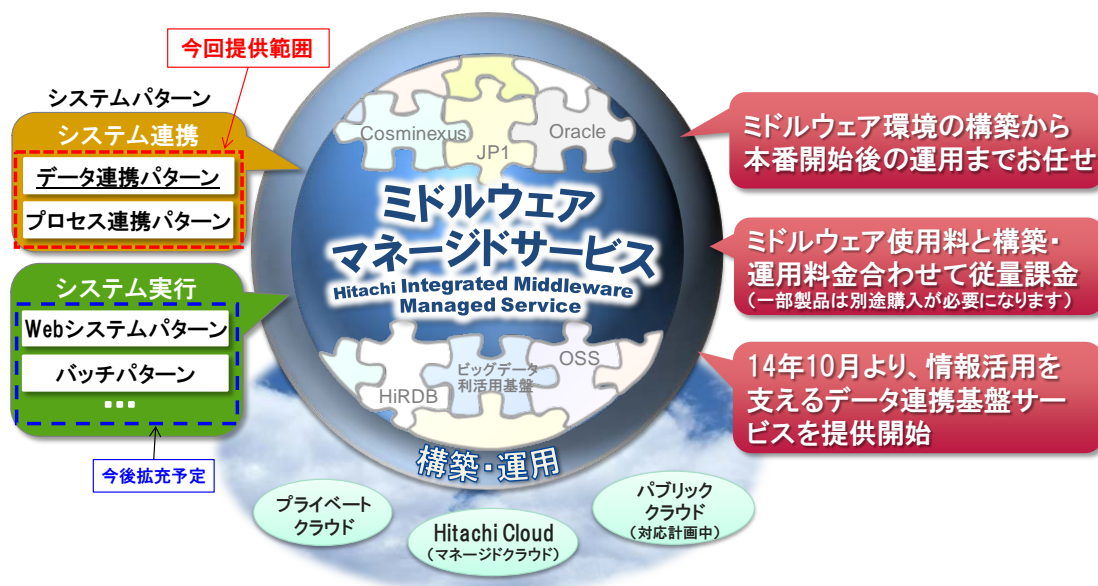 今回提供範囲
システムパターン
システム連携
データ連携パターン
プロセス連携パターン
システム実行
Webシステムパターン
バッチパターン
...
今後拡充予定
Cosminexus
JP1
Oracle
ミドルウェア
マネージドサービス
Hitachi Integrated Middleware
Managed Service
HiRDB
ビッグデータ
利活用基盤
OSS
構築・運用
プライベート
クラウド
Hitachi Cloud
（マネージドクラウド）
パブリック
クラウド
（対応計画中）
ミドルウェア環境の構築から
本番開始後の運用までお任せ
ミドルウェア使用料と構築・
運用料金合わせて従量課金
（一部製品は別途購入が必要になります）
14年10月より、情報活用を
支えるデータ連携基盤サー
ビスを提供開始